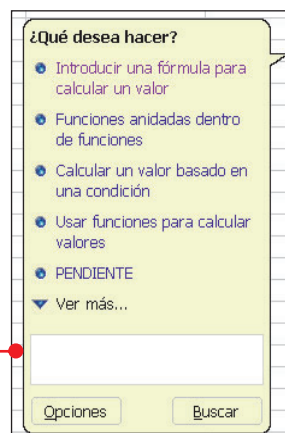 ¿Qué desea hacer?
Introducir una fórmula para
calcular un valor
Funciones anidadas dentro
de funciones
Calcular un valor basado en
una condición
Usar funciones para calcular
valores
PENDIENTE
Ver más...
Opciones
Buscar